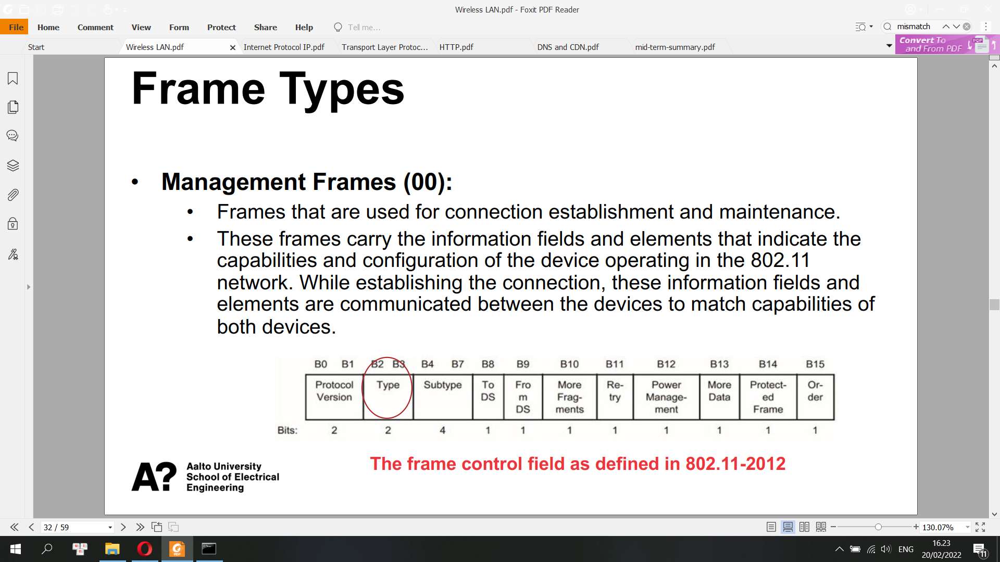 Wireless LAN.pdf - Foxit PDF Reader
File Home Comment View Form Protect Share Help Tell me... mismatch
Start Wireless LAN.pdf Internet Protocol IP.pdf Transport Layer Protoc... HTTP.pdf DNS and CDN.pdf mid-term-summary.pdf
Convert To
and From PDF
PDF
Frame Types
• Management Frames (00):
• Frames that are used for connection establishment and maintenance.
• These frames carry the information fields and elements that indicate the
capabilities and configuration of the device operating in the 802.11
network. While establishing the connection, these information fields and
elements are communicated between the devices to match capabilities of
both devices.
B0 B1 B2 B3 B4 B7 B8 B9 B10 B11 B12 B13 B14 B15
Protocol Type Subtype To Fro More Re- Power More Protect- Or-
Version DS m Frag- try Manage- Data ed der
DS ments ment Frame
Bits: 2 2 4 1 1 1 1 1 1 1 1
The frame control field as defined in 802.11-2012
A?
Aalto University
School of Electrical
Engineering
32 / 59
130.07%
PDF
ENG
16.23
20/02/2022
11